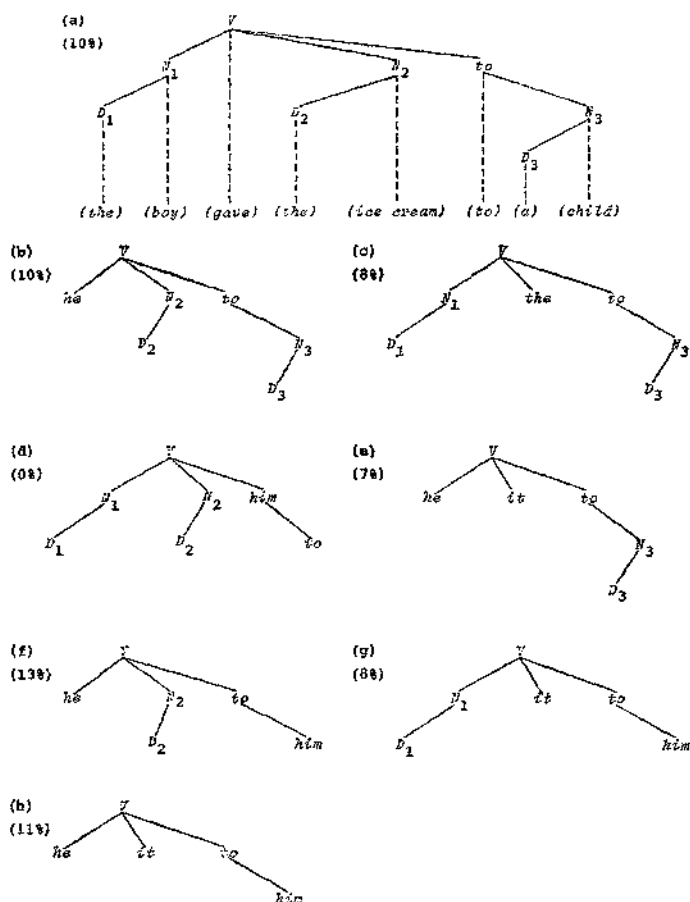 (a) V
(10%)
N1 N2 to
D1 D2 N3
D3
(the) (boy) (gave) (the) (ice cream) (to) (a) (child)
(b) V (c) V
(10%) (8%)
he N2 to N1 the to
D2 N3 D1 N3
D3 D3
(d) V (e) V
(0%) (7%)
N1 N2 him he it to
D1 D2 to N3
D3
(f) V (g) V
(13%) (8%)
he N2 to N1 it to
D2 him D1 him
(h) V
(11%)
he it to
him